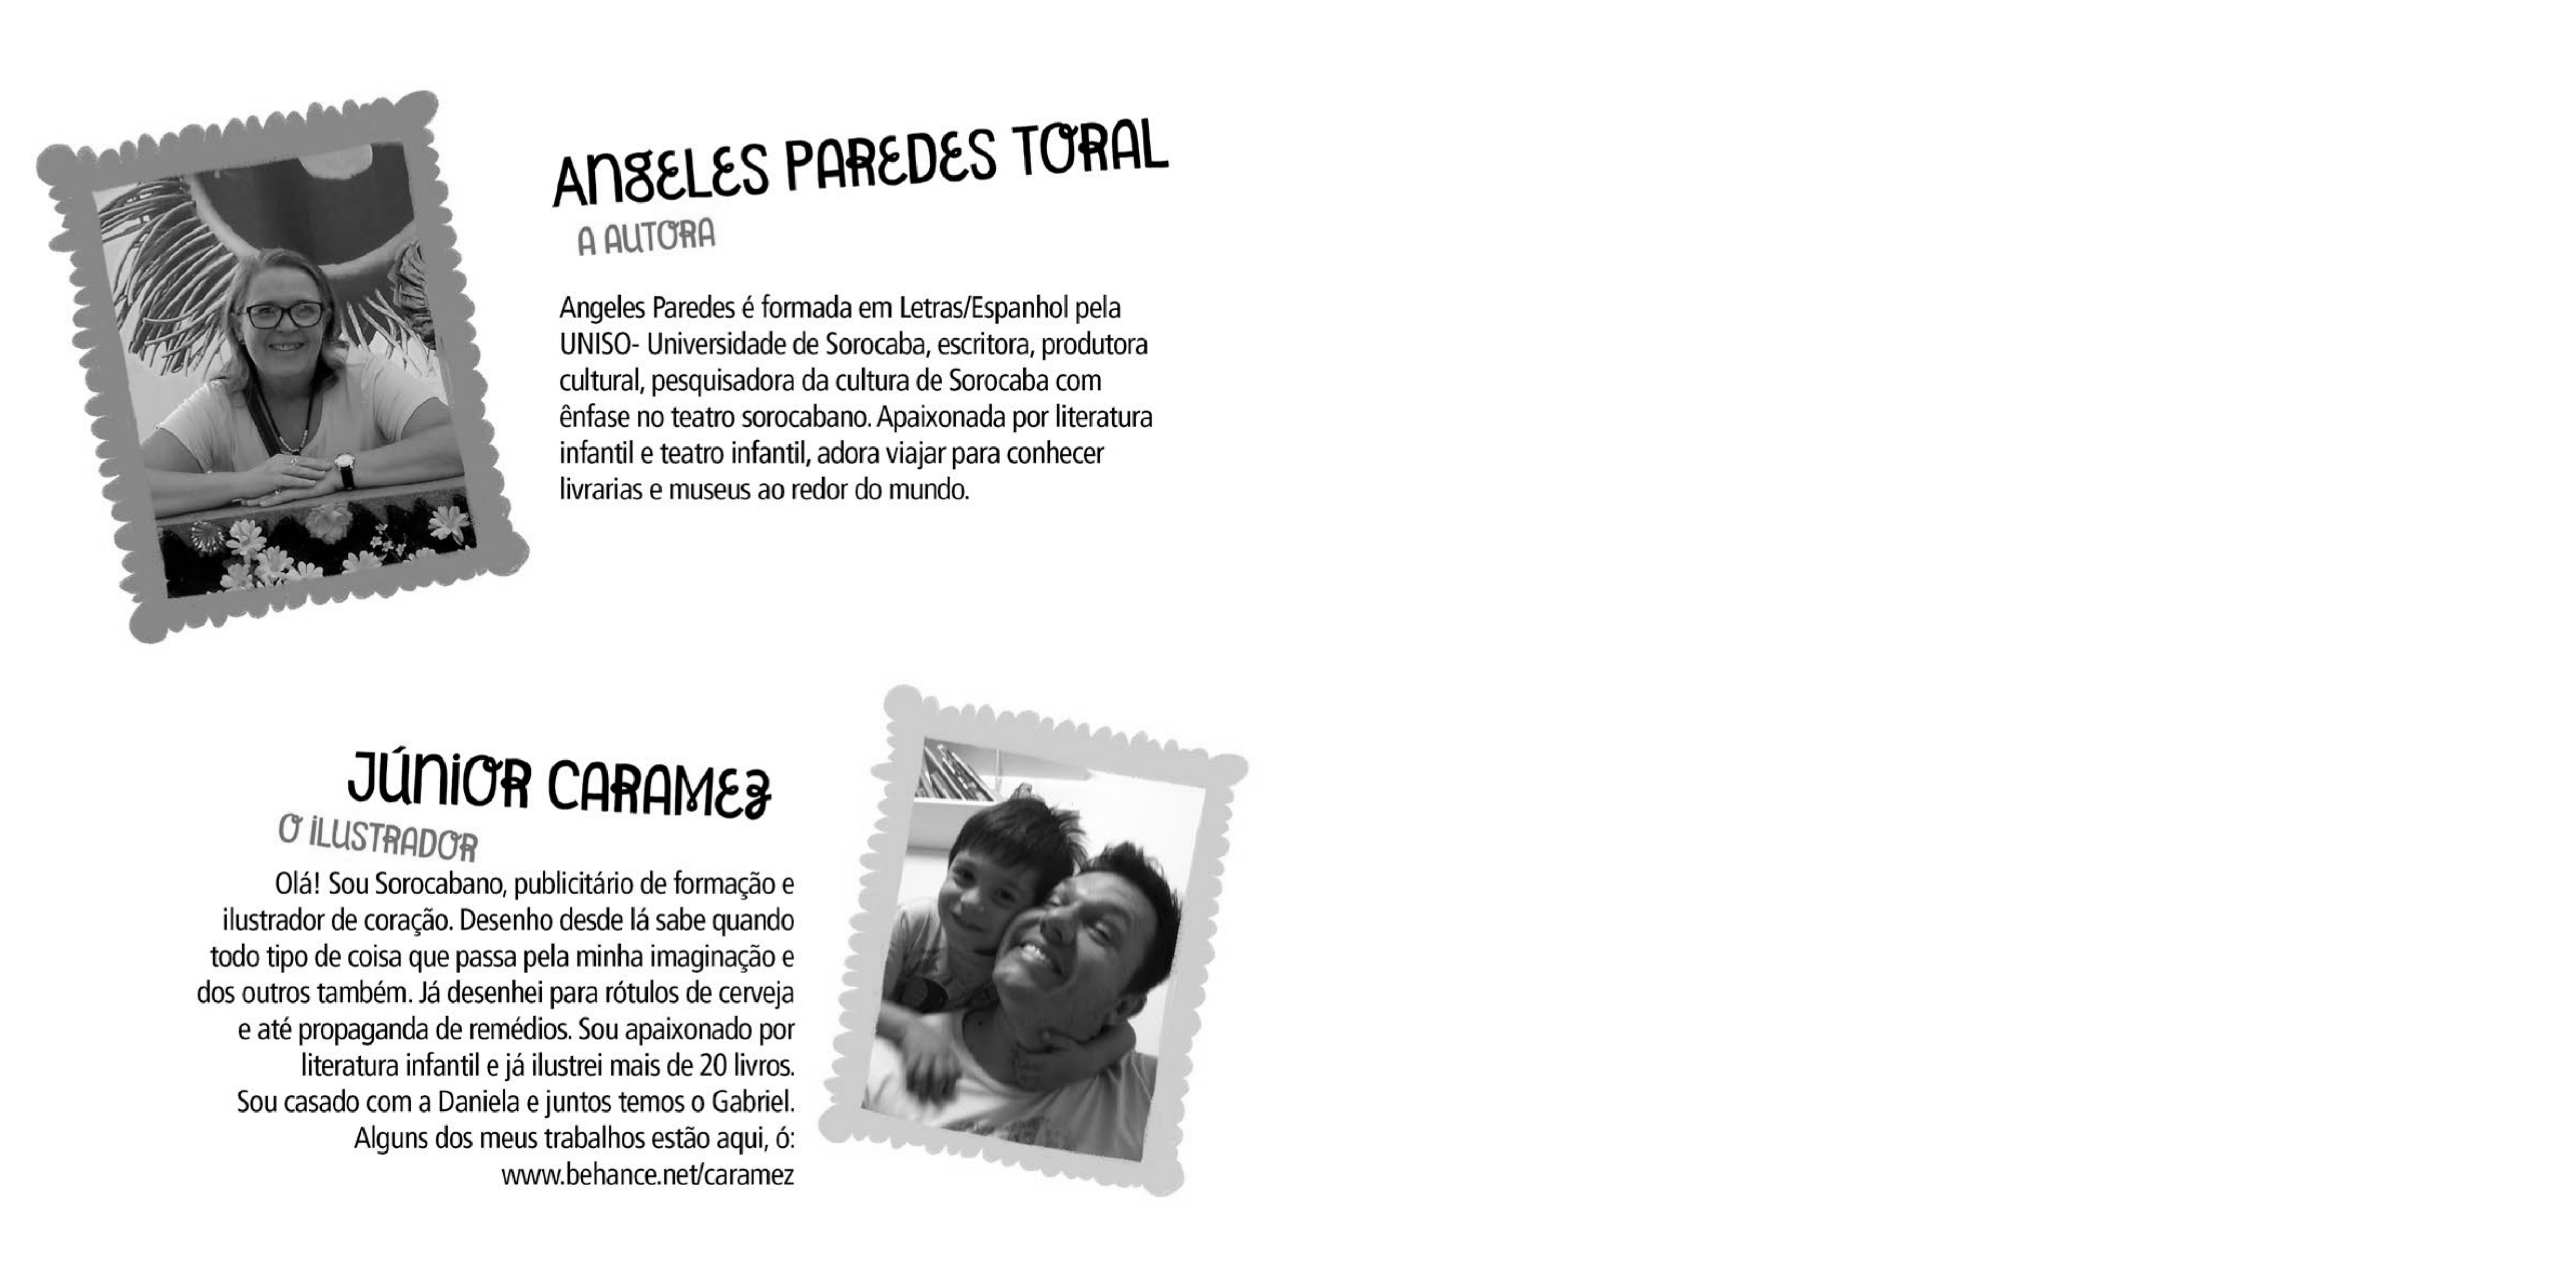 ANGELES PAREDES TORAL
A AUTORA
Angeles Paredes é formada em Letras/Espanhol pela
UNISO- Universidade de Sorocaba, escritora, produtora
cultural, pesquisadora da cultura de Sorocaba com
ênfase no teatro sorocabano. Apaixonada por literatura
infantil e teatro infantil, adora viajar para conhecer
livrarias e museus ao redor do mundo.
JÚNIOR CARAMEZ
O ILUSTRADOR
Olá! Sou Sorocabano, publicitário de formação e
ilustrador de coração. Desenho desde lá sabe quando
todo tipo de coisa que passa pela minha imaginação e
dos outros também. Já desenhei para rótulos de cerveja
e até propaganda de remédios. Sou apaixonado por
literatura infantil e já ilustrei mais de 20 livros.
Sou casado com a Daniela e juntos temos o Gabriel.
Alguns dos meus trabalhos estão aqui, ó:
www.behance.net/caramez